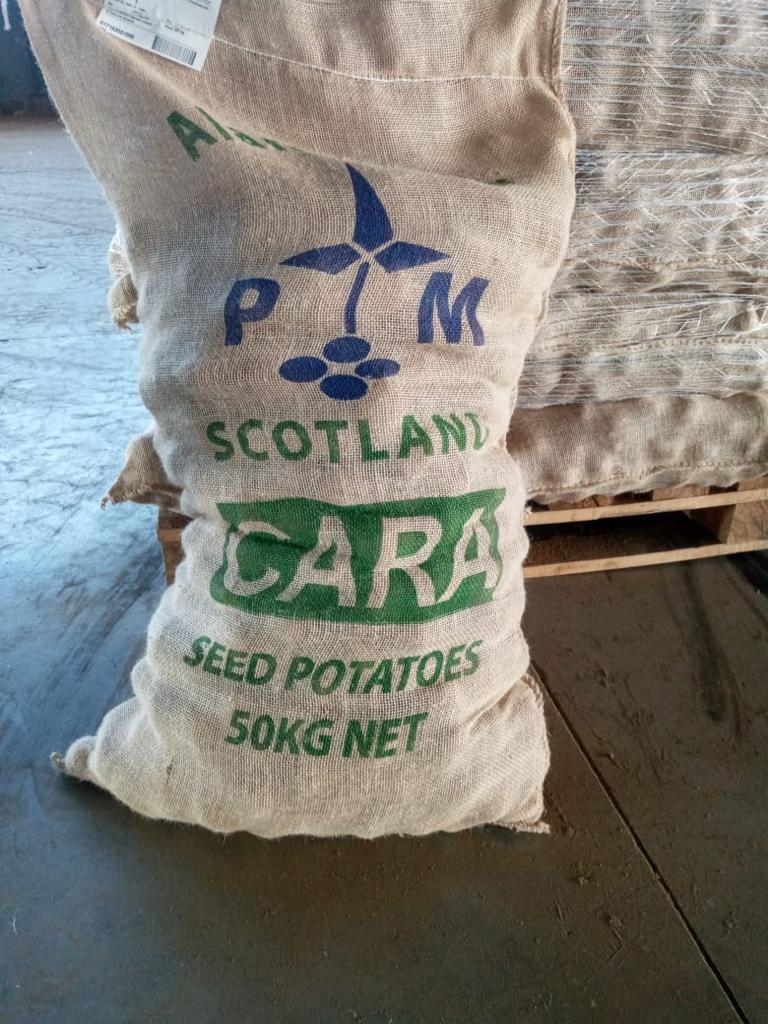 P M
SCOTLAND
CARA
SEED POTATOES
50KG NET